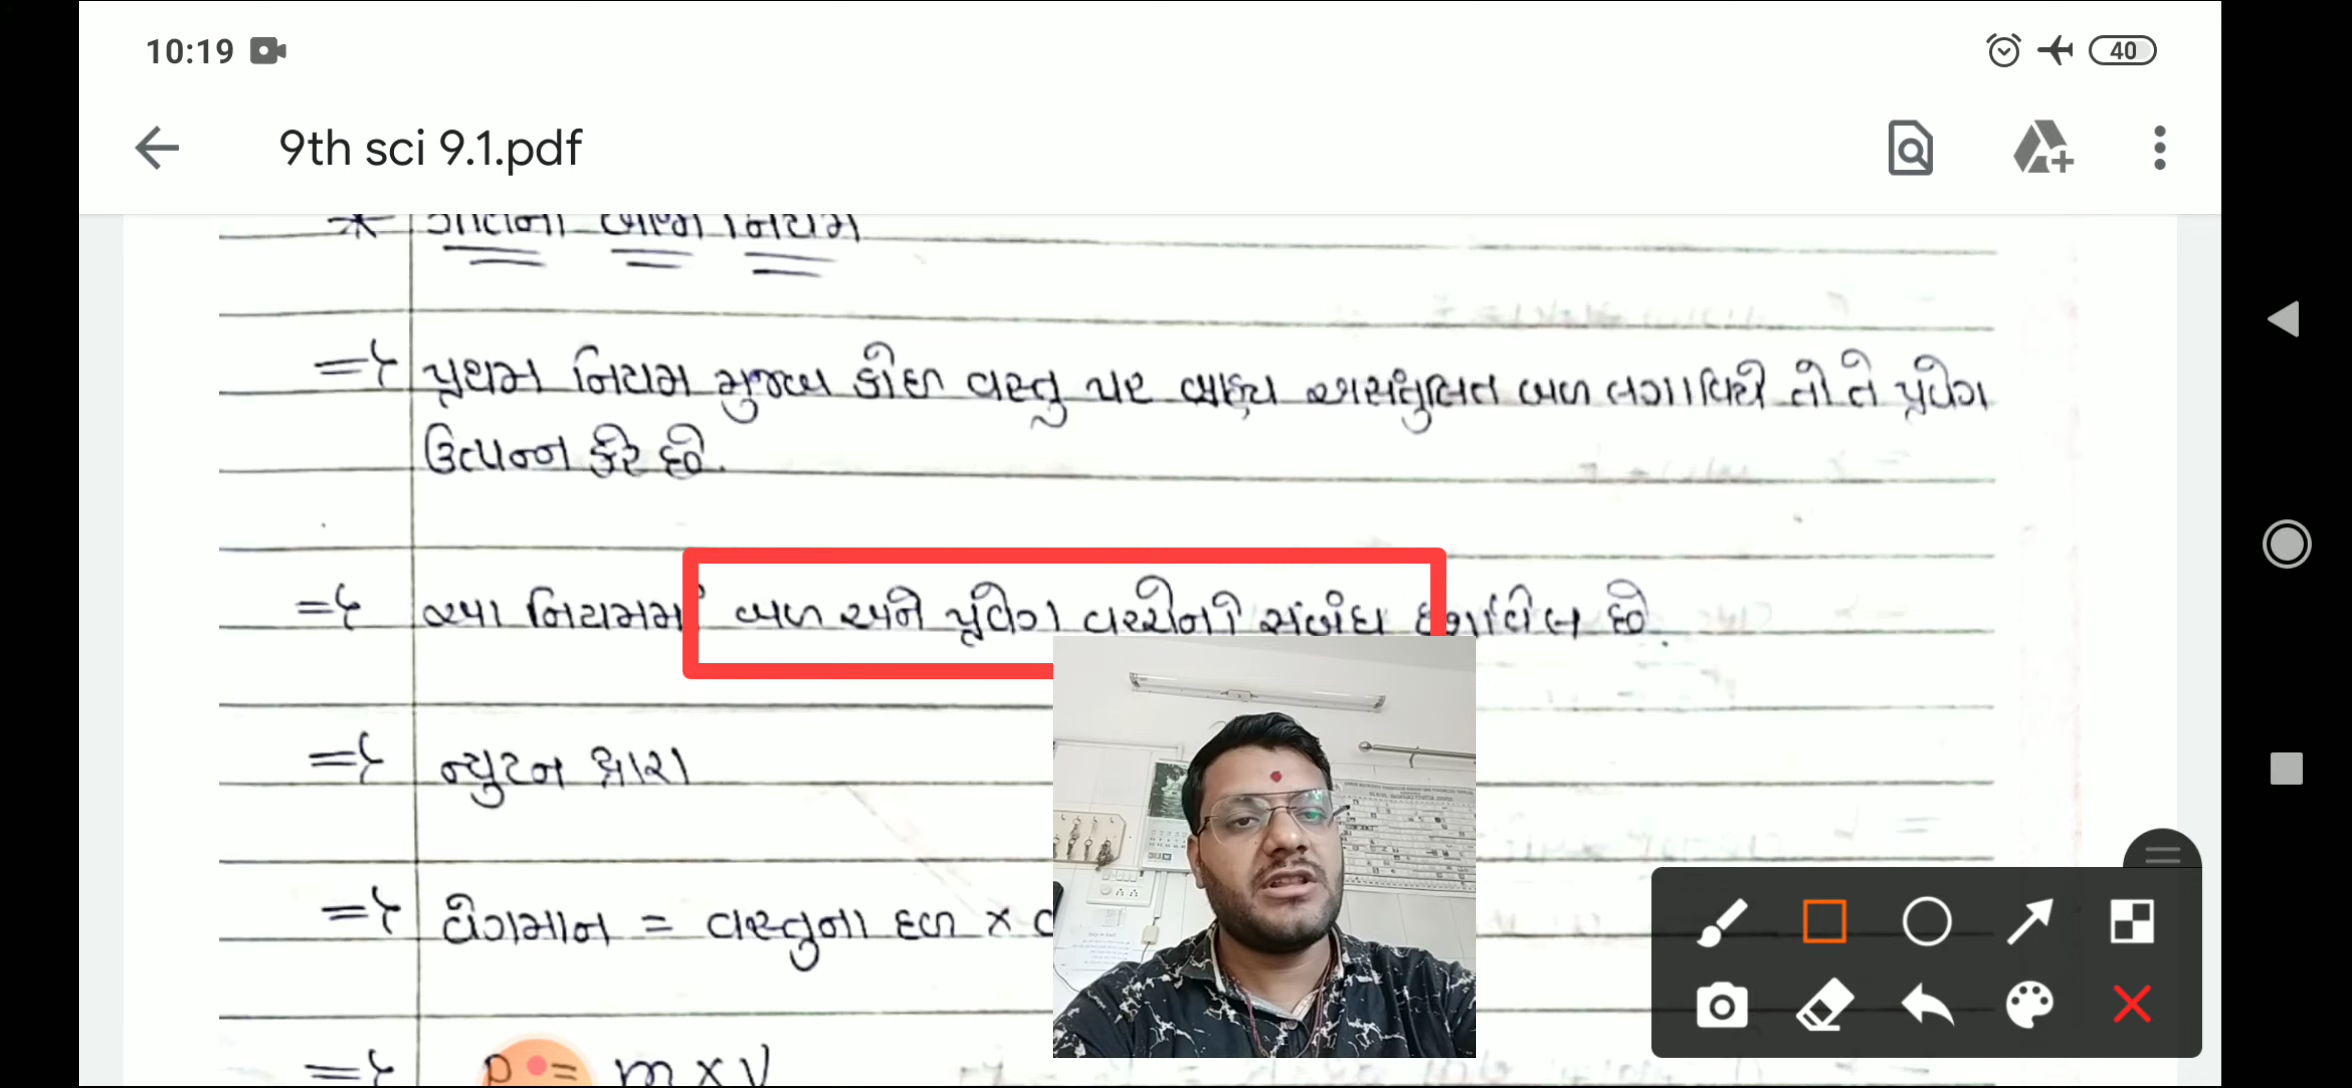 10:19
40
9th sci 9.1.pdf
* ગતિનો બીજો નિયમ
=> પ્રથમ નિયમ મુજબ કોઇ વસ્તુ પર બાહ્ય અસંતુલિત બળ લગાવિશે તો તે પ્રવેગ
ઉત્પન્ન કરે છે.
=> આ નિયમમાં બળ અને પ્રવેગ વચ્ચેનો સંબંધ દર્શાવેલ છે.
=> ન્યુટન દ્વારા
=> વેગમાન = વસ્તુના દળ x
=> P = m x V